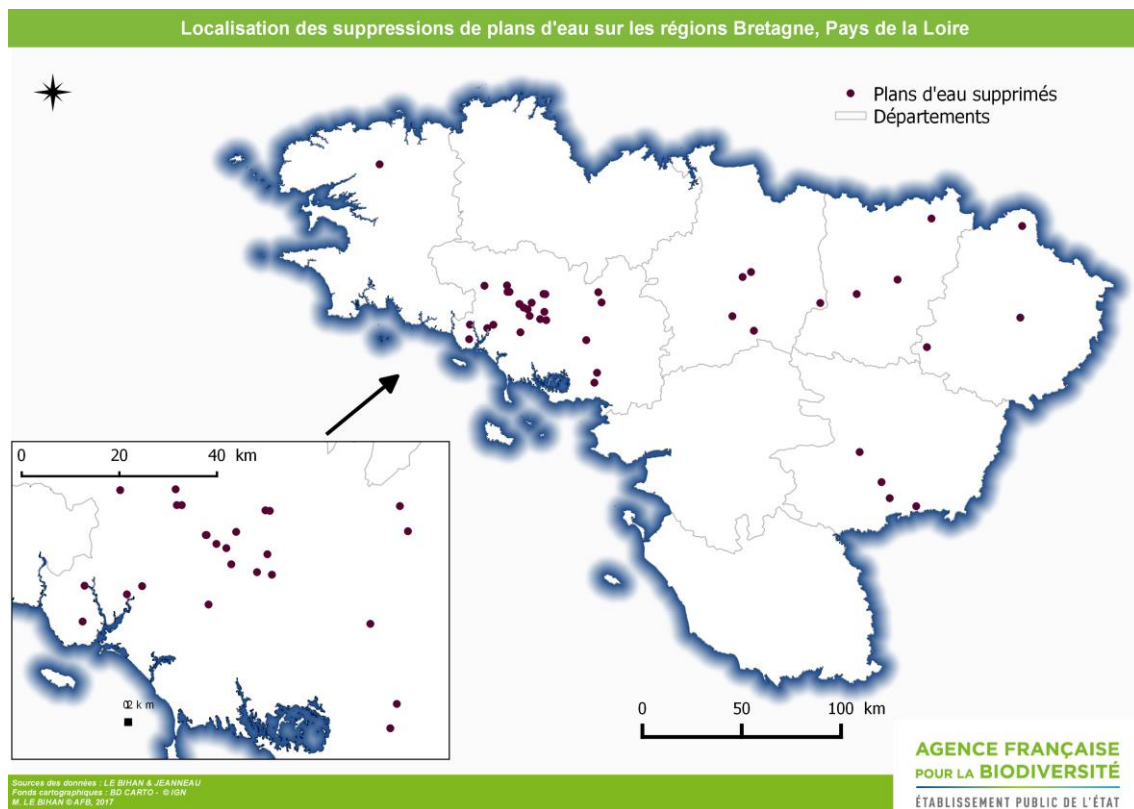 Localisation des suppressions de plans d'eau sur les régions Bretagne, Pays de la Loire
Plans d'eau supprimés
Départements
0 20 40 km
0 50 100 km
Sources des données : LE BIHAN & JEANNEAU
Fonds cartographiques : BD CARTO - © IGN
M. LE BIHAN © AFB, 2017
AGENCE FRANÇAISE
POUR LA BIODIVERSITÉ
ÉTABLISSEMENT PUBLIC DE L'ÉTAT